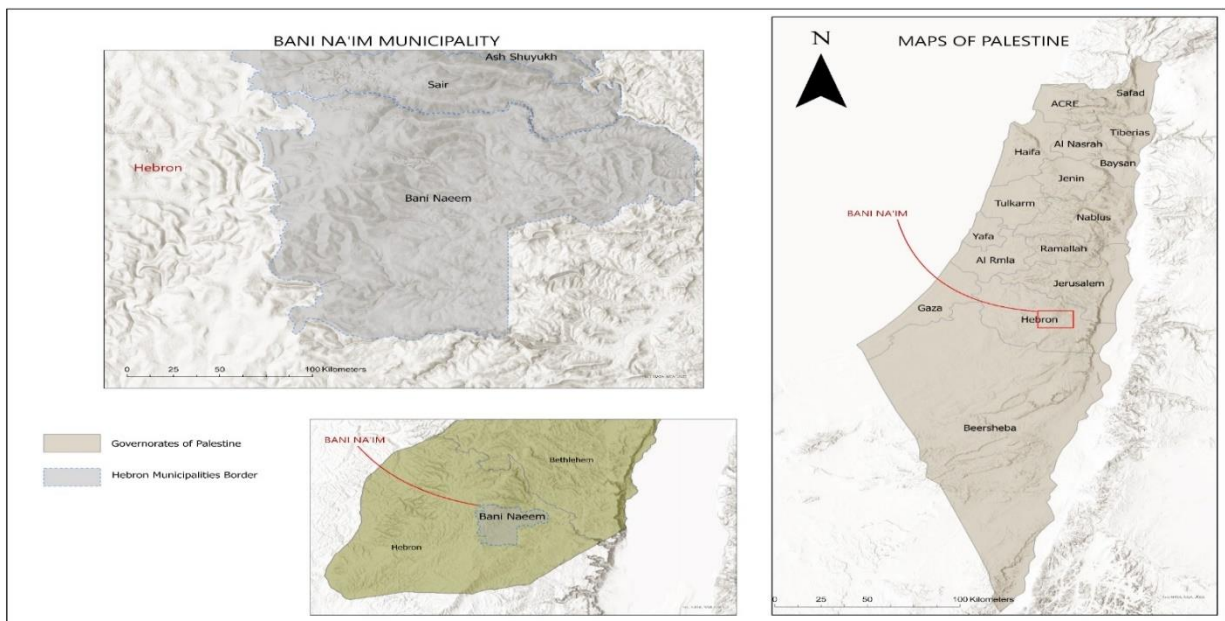 BANI NA'IM MUNICIPALITY
Ash Shuyukh
Sair
Hebron
Bani Naeem
0 25 50 100 Kilometers
Governorates of Palestine
Hebron Municipalities Border
BANI NA'IM
Bethlehem
Bani Naeem
Hebron
N
MAPS OF PALESTINE
Safad
ACRE
Tiberias
Al Nasrah
Haifa
Baysan
Jenin
Tulkarm
BANI NA'IM
Nablus
Yafa
Ramallah
Al Rmla
Jerusalem
Gaza
Hebron
Beersheba
0 25 50 100 Kilometers